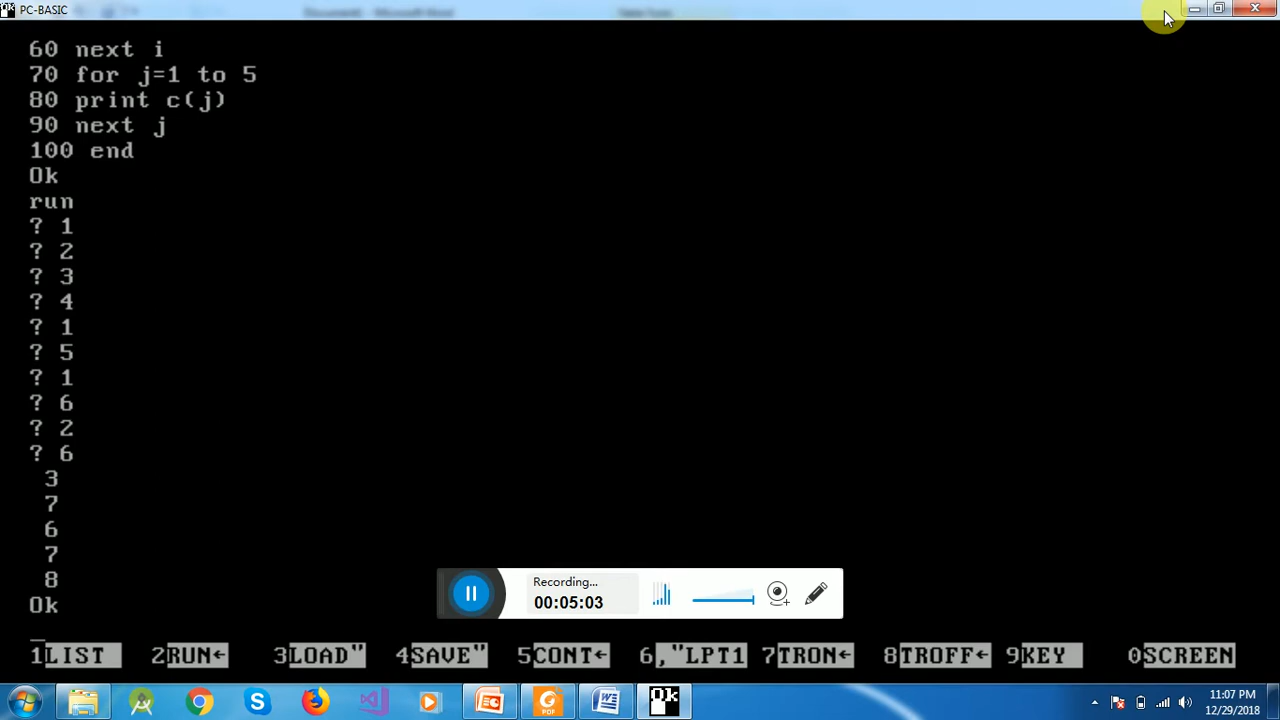 PC-BASIC
60 next i
70 for j=1 to 5
80 print c(j)
90 next j
100 end
Ok
run
? 1
? 2
? 3
? 4
? 1
? 5
? 1
? 6
? 2
? 6
3
7
6
7
8
Ok
Recording...
00:05:03
1LIST 2RUN← 3LOAD" 4SAVE" 5CONT← 6,"LPT1 7TRON← 8TROFF← 9KEY 0SCREEN
Ok
11:07 PM
12/29/2018